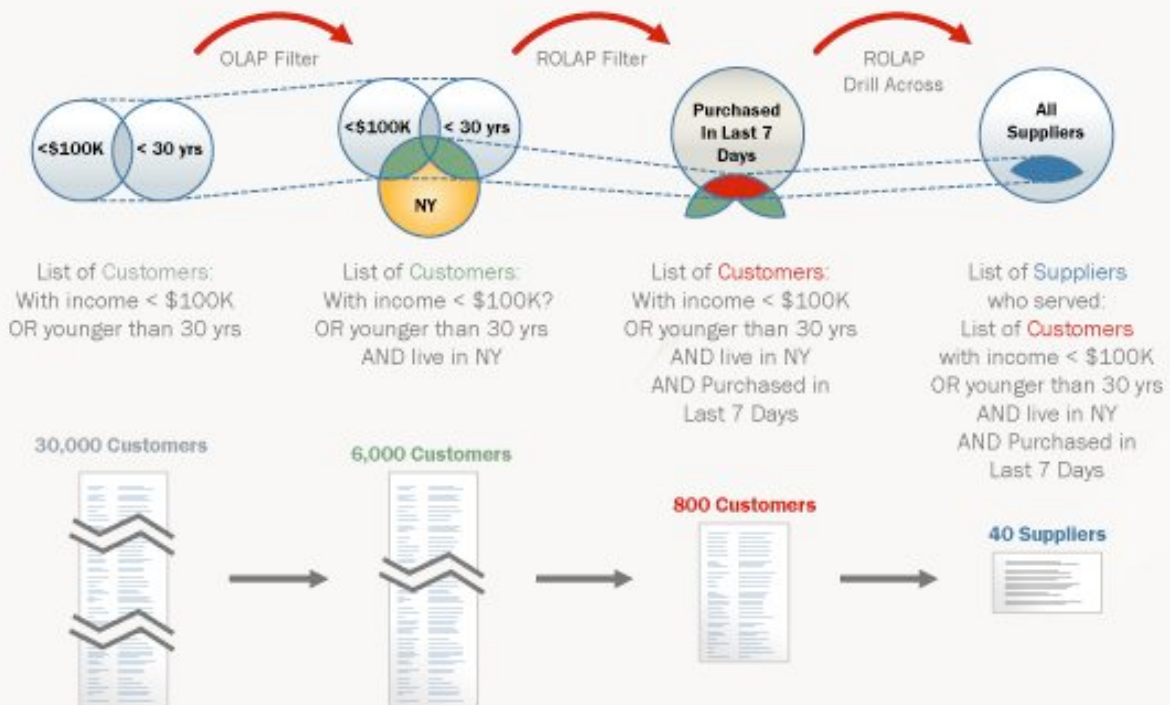 OLAP Filter
ROLAP Filter
ROLAP
Drill Across
<$100K
< 30 yrs
<$100K
< 30 yrs
NY
Purchased
In Last 7
Days
All
Suppliers
List of Customers:
With income < $100K
OR younger than 30 yrs
List of Customers:
With income < $100K?
OR younger than 30 yrs
AND live in NY
List of Customers:
With income < $100K
OR younger than 30 yrs
AND live in NY
AND Purchased in
Last 7 Days
List of Suppliers
who served:
List of Customers
with income < $100K
OR younger than 30 yrs
AND live in NY
AND Purchased in
Last 7 Days
30,000 Customers
6,000 Customers
800 Customers
40 Suppliers